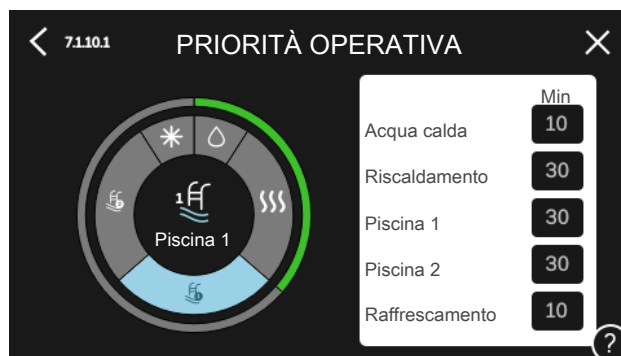 7.1.10.1
PRIORITÀ OPERATIVA
Min
Acqua calda 10
Riscaldamento 30
Piscina 1 30
Piscina 2 30
Raffrescamento 10
1
Piscina 1
?